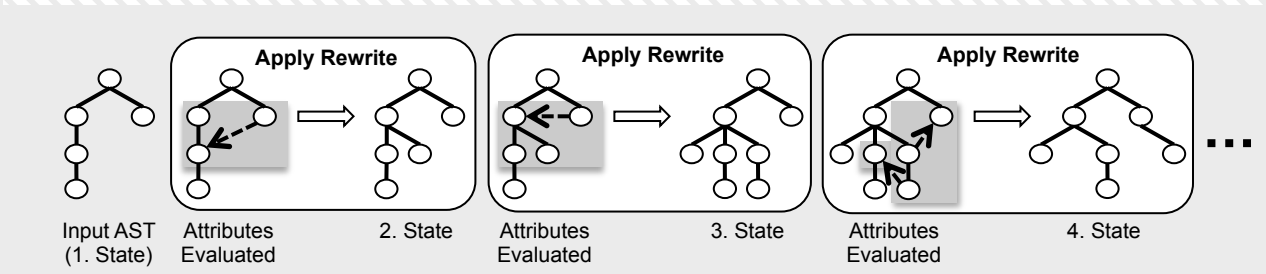 Apply Rewrite
Apply Rewrite
Apply Rewrite
...
Input AST
(1. State)
Attributes
Evaluated
2. State
Attributes
Evaluated
3. State
Attributes
Evaluated
4. State